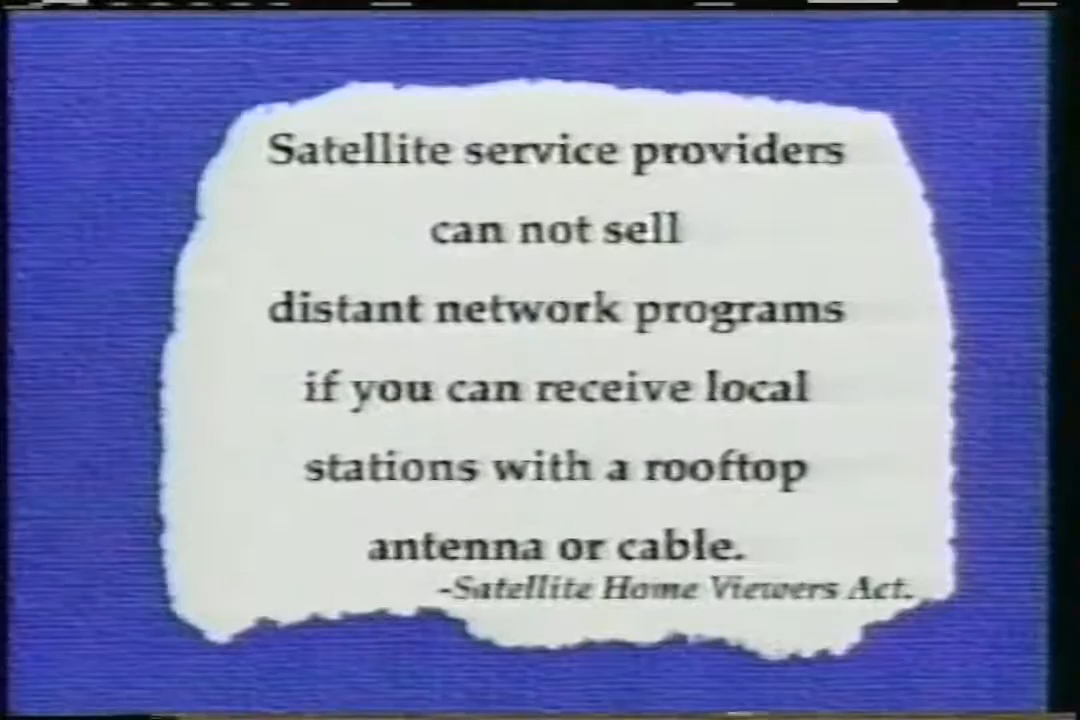 Satellite service providers
can not sell
distant network programs
if you can receive local
stations with a rooftop
antenna or cable.
-Satellite Home Viewers Act.